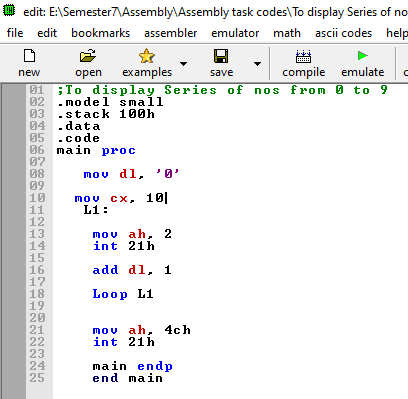 edit: E:\Semester7\Assembly\Assembly task codes\To display Series of no
file edit bookmarks assembler emulator math ascii codes h
new open examples save compile emulate c
01 ;To display Series of nos from 0 to 9
02 .model small
03 .stack 100h
04 .data
05 .code
06 main proc
07
08 mov dl, '0'
09
10 mov cx, 10
11 L1:
12
13 mov ah, 2
14 int 21h
15
16 add dl, 1
17
18 Loop L1
19
20
21 mov ah, 4ch
22 int 21h
23
24 main endp
25 end main